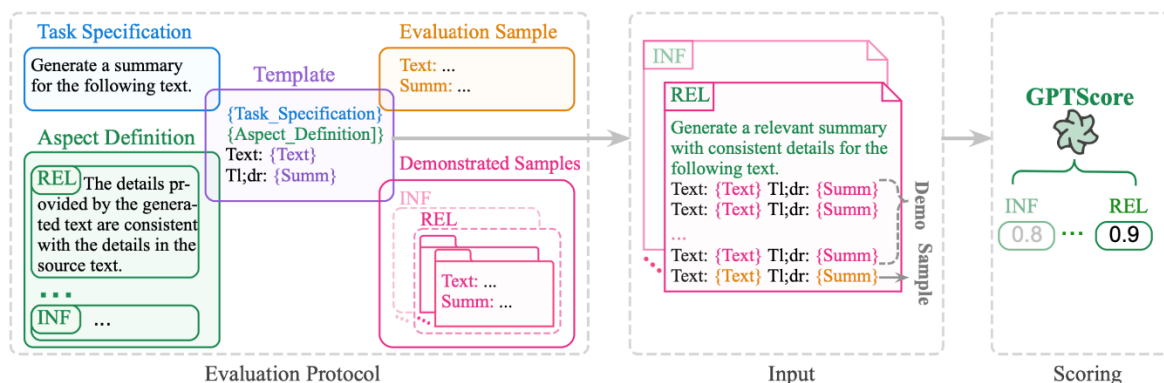 Task Specification
Generate a summary
for the following text.
Aspect Definition
REL The details pr-
ovided by the genera-
ted text are consistent
with the details in the
source text.
...
INF ...
Template
{Task_Specification}
{Aspect_Definition]}
Text: {Text}
Tl;dr: {Summ}
Evaluation Sample
Text: ...
Summ: ...
Demonstrated Samples
INF
REL
Text: ...
Summ: ...
Evaluation Protocol
INF
REL
Generate a relevant summary
with consistent details for the
following text.
Text: {Text} Tl;dr: {Summ}
Text: {Text} Tl;dr: {Summ}
...
Text: {Text} Tl;dr: {Summ}
Text: {Text} Tl;dr: {Summ}
Demo
Sample
Input
GPTScore
INF
REL
0.8 ... 0.9
Scoring